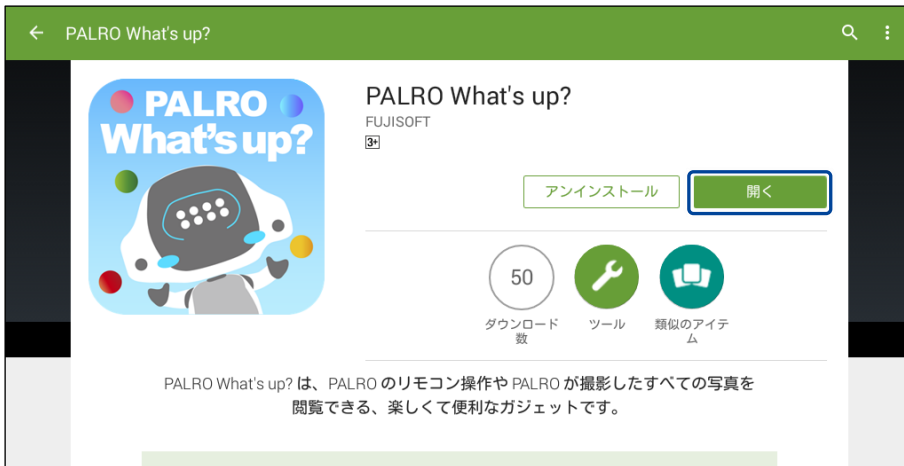 PALRO What's up?
PALRO
What's up?
PALRO What's up?
FUJISOFT
3+
アンインストール
開く
50
ダウンロード
数
ツール
類似のアイテ
ム
PALRO What's up? は、PALRO のリモコン操作や PALRO が撮影したすべての写真を
閲覧できる、楽しくて便利なガジェットです。